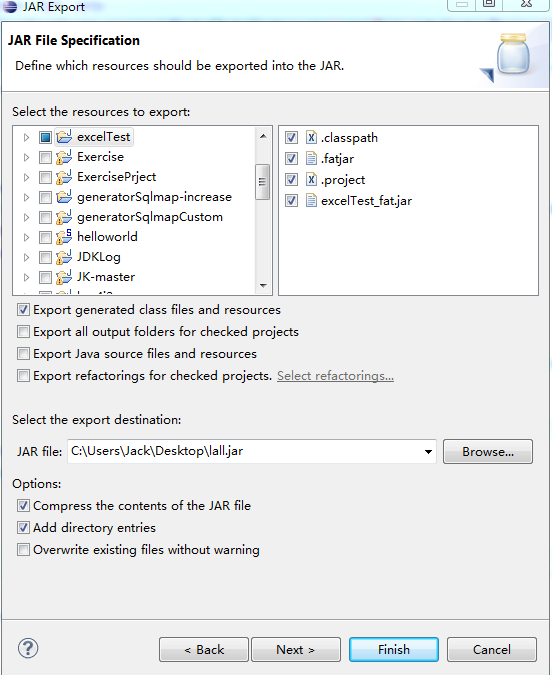 JAR Export
JAR File Specification
Define which resources should be exported into the JAR.
Select the resources to export:
excelTest
Exercise
ExercisePrject
generatorSqlmap-increase
generatorSqlmapCustom
helloworld
JDKLog
JK-master
.classpath
.fatjar
.project
excelTest_fat.jar
Export generated class files and resources
Export all output folders for checked projects
Export Java source files and resources
Export refactorings for checked projects. Select refactorings...
Select the export destination:
JAR file: C:\Users\Jack\Desktop\lall.jar Browse...
Options:
Compress the contents of the JAR file
Add directory entries
Overwrite existing files without warning
? < Back Next > Finish Cancel